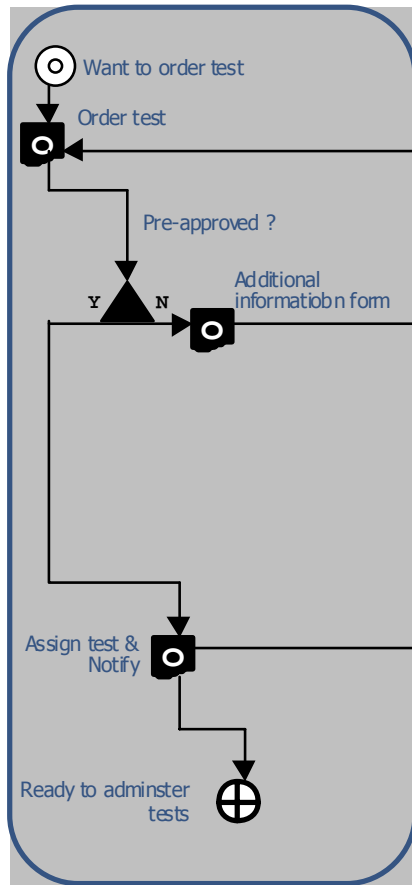 Want to order test
Order test
O
Pre-approved ?
Y N
Additional
informatiobn form
O
Assign test &
Notify
O
Ready to adminster
tests